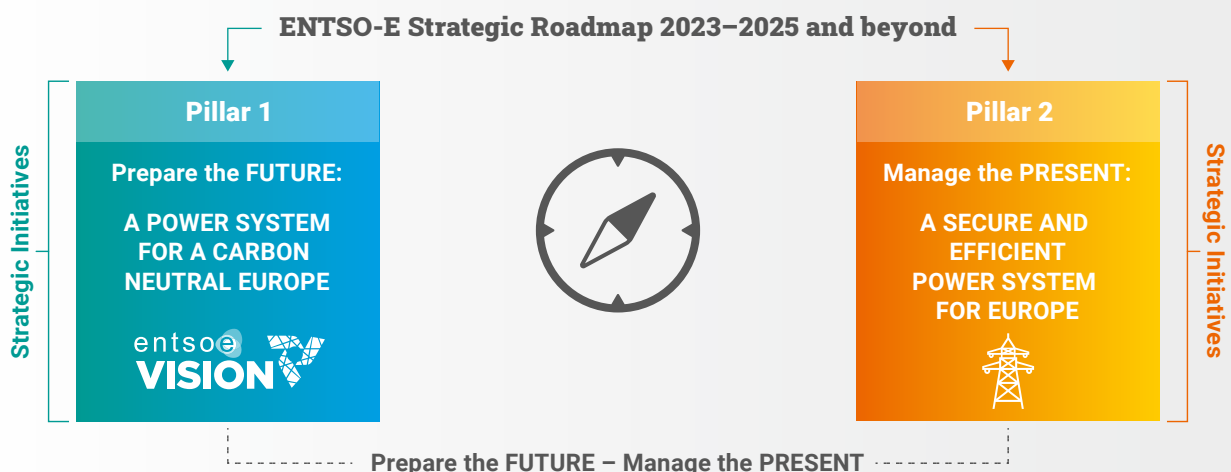 ENTSO-E Strategic Roadmap 2023–2025 and beyond
Strategic Initiatives
Pillar 1
Prepare the FUTURE:
A POWER SYSTEM
FOR A CARBON
NEUTRAL EUROPE
entsoe
VISION
Pillar 2
Manage the PRESENT:
A SECURE AND
EFFICIENT
POWER SYSTEM
FOR EUROPE
Strategic Initiatives
Prepare the FUTURE – Manage the PRESENT